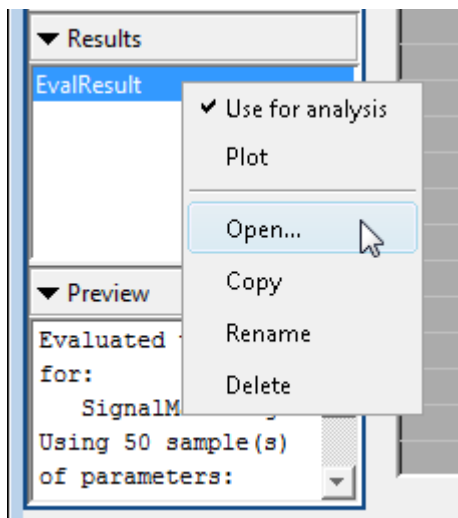 Results
EvalResult
Use for analysis
Plot
Open...
Copy
Rename
Delete
Preview
Evaluated
for:
SignalM
Using 50 sample(s)
of parameters: